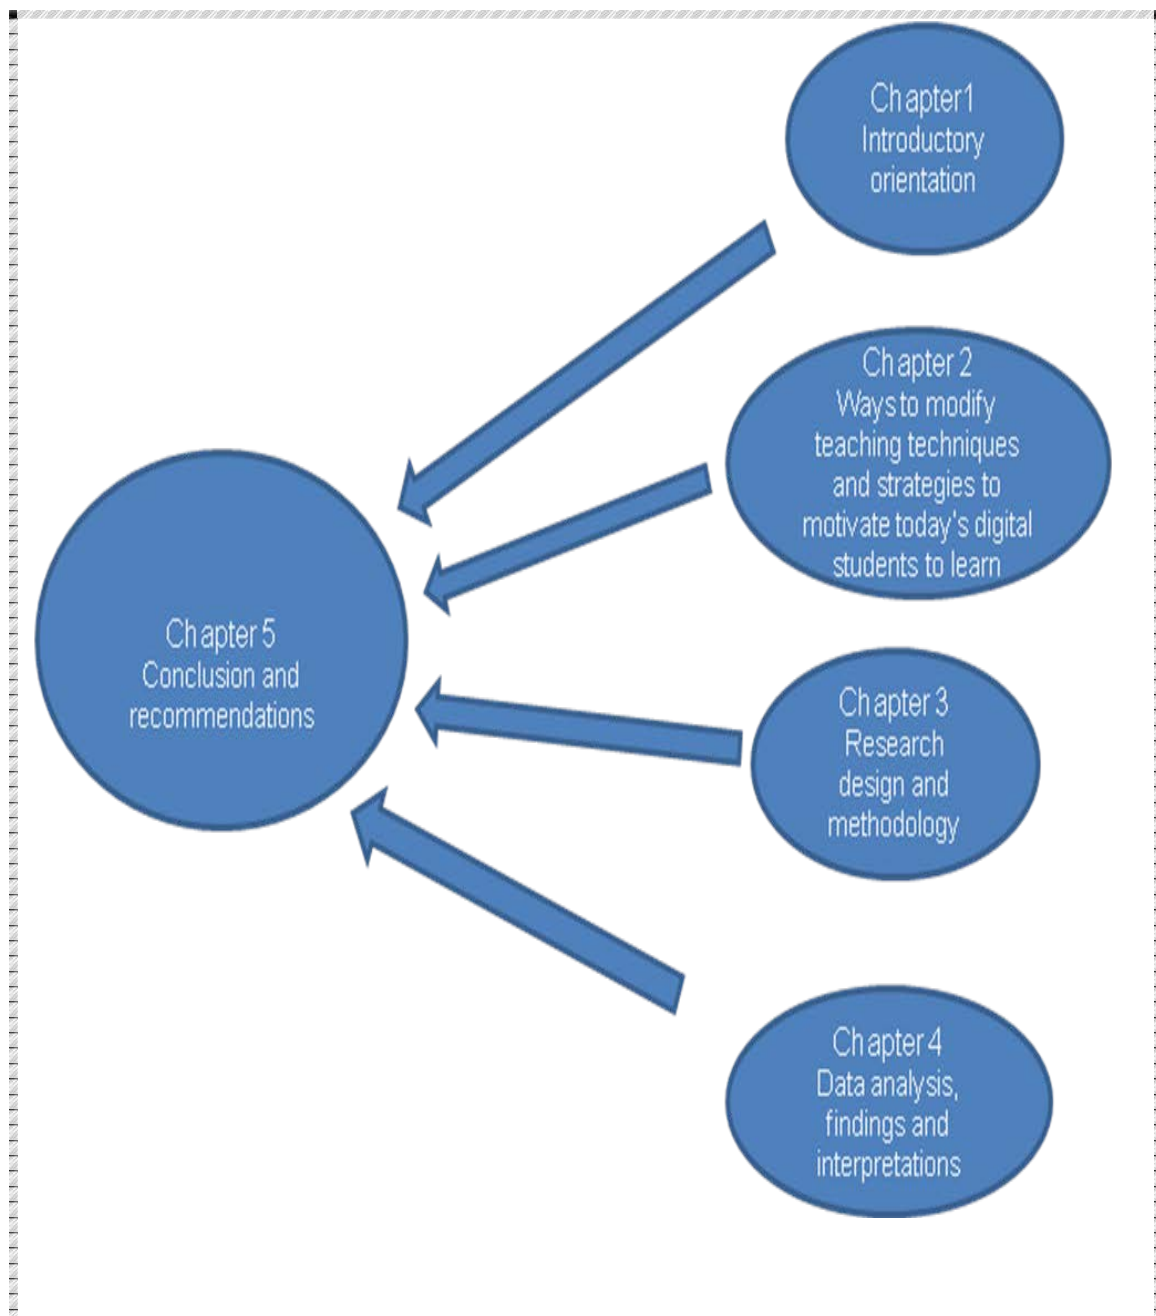 Chapter1
Introductory
orientation
Chapter 2
Ways to modify
teaching techniques
and strategies to
motivate today's digital
students to learn
Chapter 5
Conclusion and
recommendations
Chapter 3
Research
design and
methodology
Chapter 4
Data analysis,
findings and
interpretations